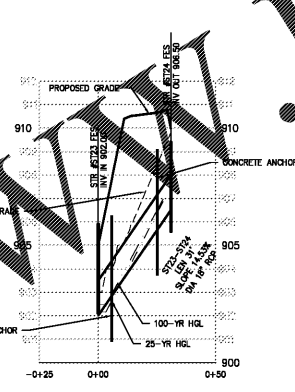 STR #ST24 FES
INV OUT 906.50
PROPOSED GRADE
STR #ST23 FES
INV IN 902.00
910
910
CONCRETE ANCHOR
905
905
ST23-ST24
LEN 31'
SLOPE 14.53%
DIA 18" RCP
100-YR HGL
25-YR HGL
900
-0+25
0+00
0+50